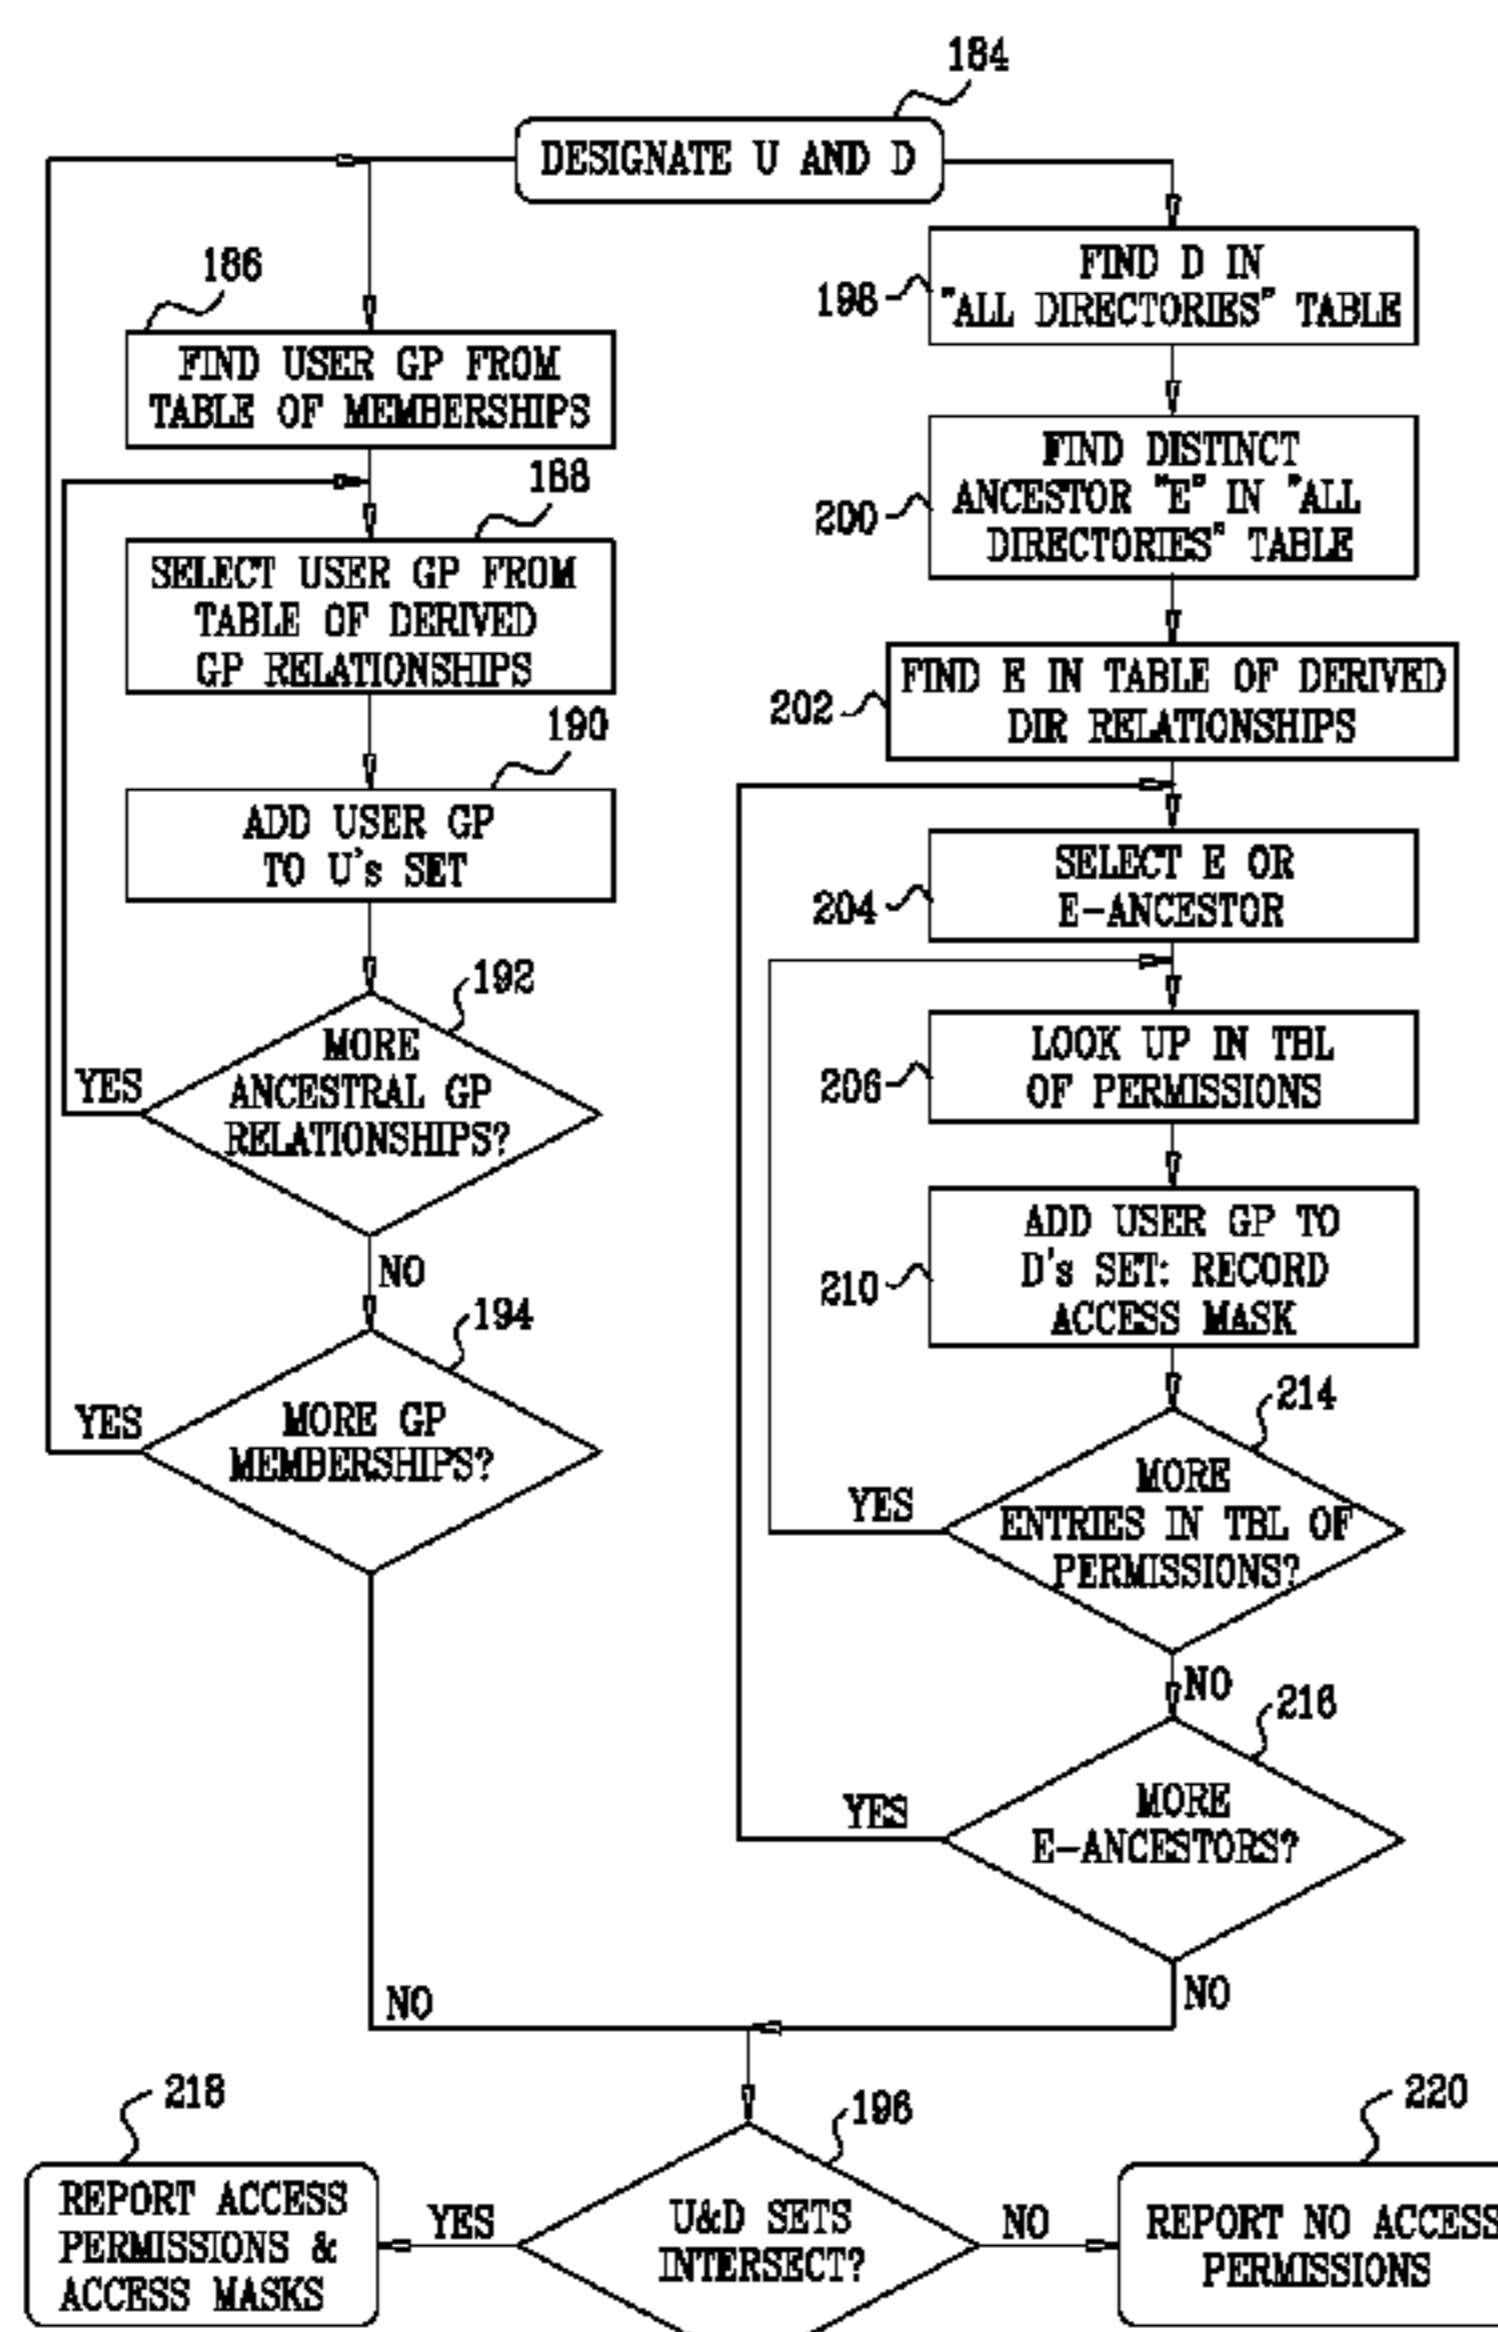 184
DESIGNATE U AND D
186
FIND USER GP FROM
TABLE OF MEMBERSHIPS
188
SELECT USER GP FROM
TABLE OF DERIVED
GP RELATIONSHIPS
190
ADD USER GP
TO U's SET
192
MORE
ANCESTRAL GP
RELATIONSHIPS?
YES
NO
194
MORE GP
MEMBERSHIPS?
YES
NO
198
FIND D IN
"ALL DIRECTORIES" TABLE
200
FIND DISTINCT
ANCESTOR "E" IN "ALL
DIRECTORIES" TABLE
202
FIND E IN TABLE OF DERIVED
DIR RELATIONSHIPS
204
SELECT E OR
E-ANCESTOR
206
LOOK UP IN TBL
OF PERMISSIONS
210
ADD USER GP TO
D's SET: RECORD
ACCESS MASK
214
MORE
ENTRIES IN TBL OF
PERMISSIONS?
YES
NO
216
MORE
E-ANCESTORS?
YES
NO
196
U&D SETS
INTERSECT?
YES
NO
218
REPORT ACCESS
PERMISSIONS &
ACCESS MASKS
220
REPORT NO ACCESS
PERMISSIONS